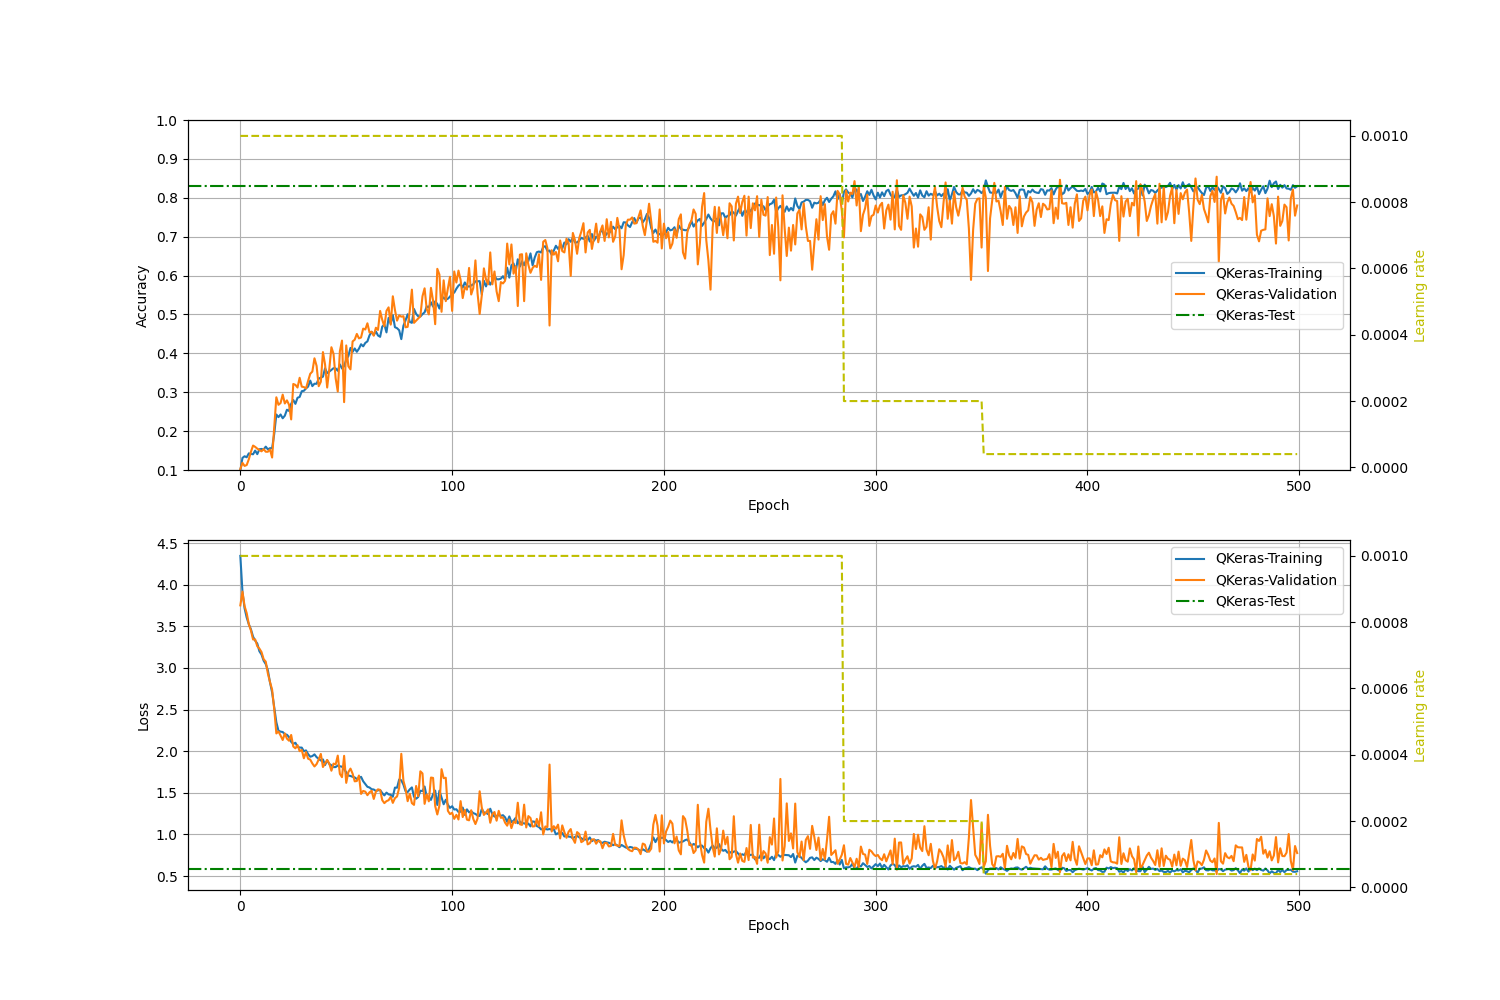 1.0
0.9
0.8
0.7
0.6
0.5
0.4
0.3
0.2
0.1
Accuracy
0 100 200 300 400 500
Epoch
0.0010
0.0008
0.0006
0.0004
0.0002
0.0000
Learning rate
QKeras-Training
QKeras-Validation
QKeras-Test
4.5
4.0
3.5
3.0
2.5
2.0
1.5
1.0
0.5
Loss
0 100 200 300 400 500
Epoch
0.0010
0.0008
0.0006
0.0004
0.0002
0.0000
Learning rate
QKeras-Training
QKeras-Validation
QKeras-Test